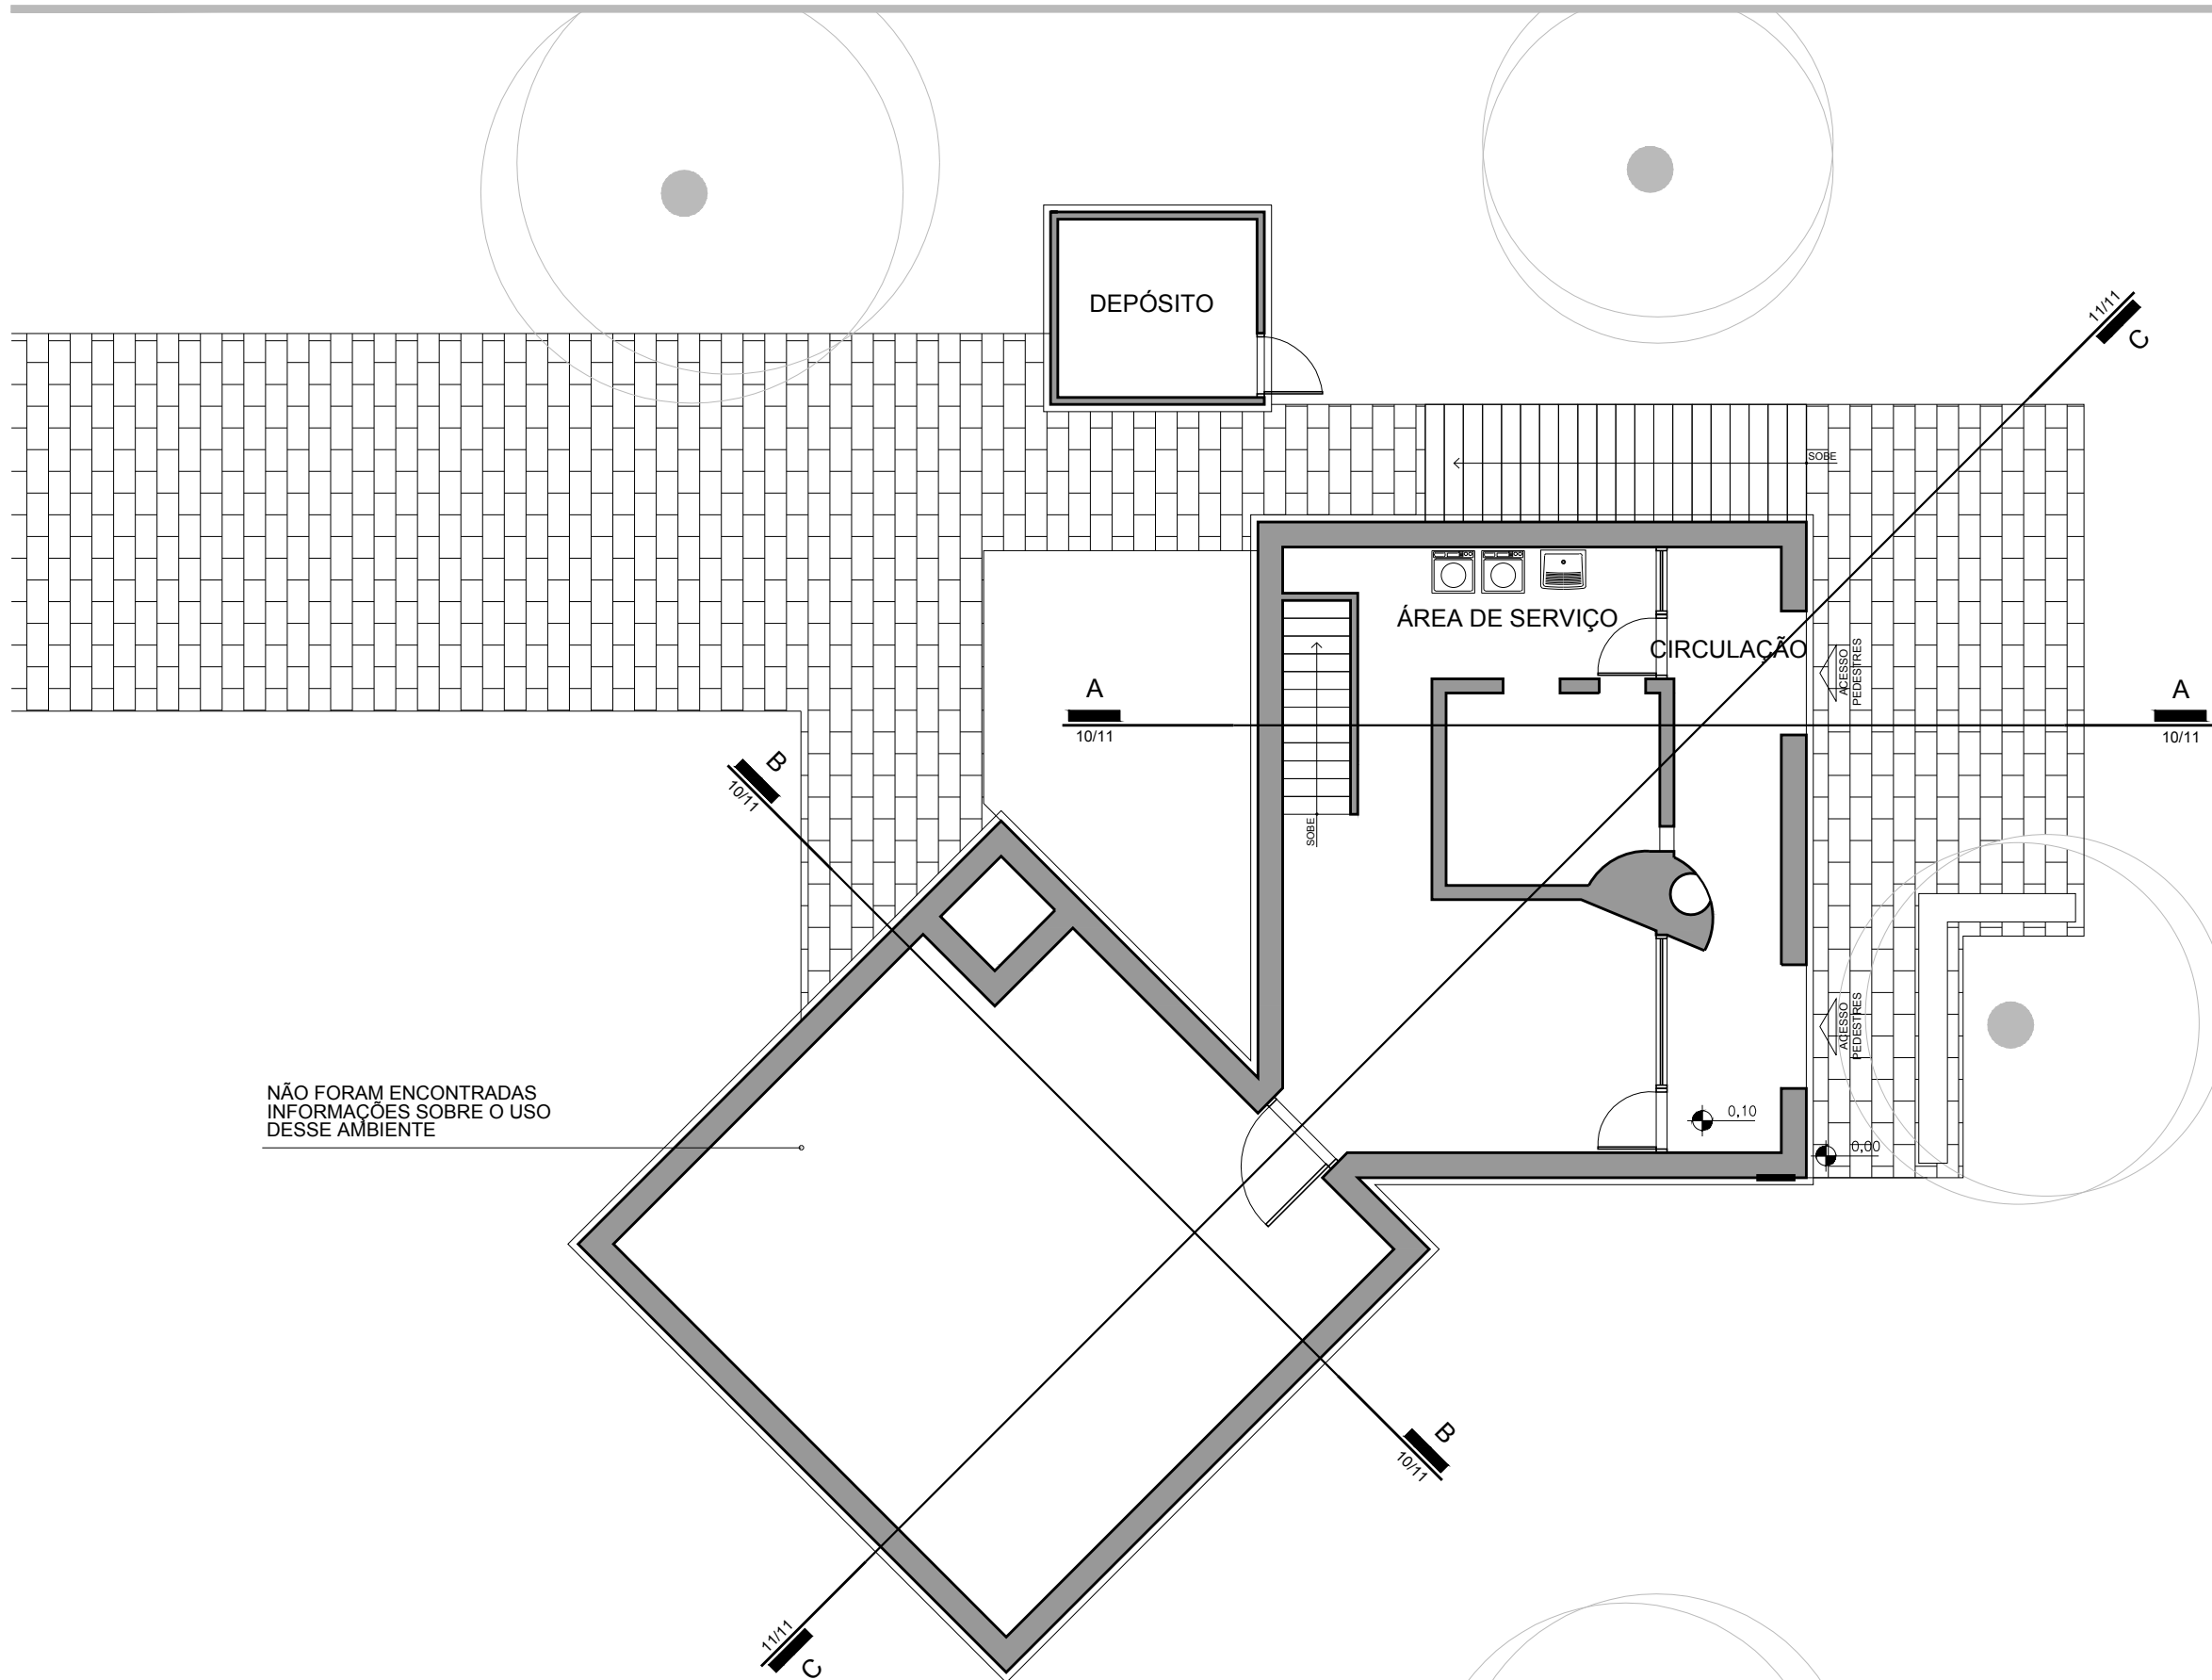 DEPÓSITO
11/11
C
SOBE
ÁREA DE SERVIÇO
CIRCULAÇÃO
ACESSO
PEDESTRES
A
10/11
A
10/11
B
10/11
SOBE
ACESSO
PEDESTRES
NÃO FORAM ENCONTRADAS
INFORMAÇÕES SOBRE O USO
DESSE AMBIENTE
0,10
0,00
B
10/11
11/11
C